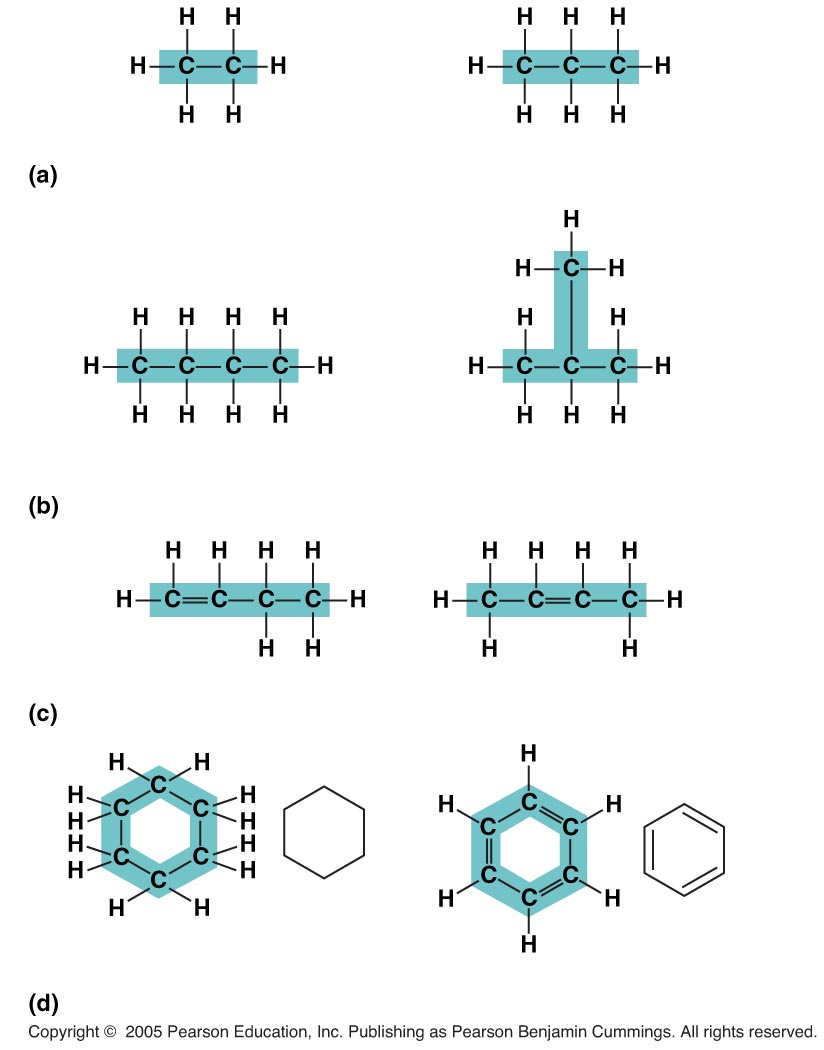 H H H H H
H C C H H C C C H
H H H H H
(a)
H
H C H
H H H H H H
H C C C C H H C C C H
H H H H H H H
(b)
H H H H H H H H
H C C C C H H C C C C H
H H H H
(c)
H H H
H C H H C H
H C C H C C
H C C H C C
H C H H C H
H H H
(d)
Copyright © 2005 Pearson Education, Inc. Publishing as Pearson Benjamin Cummings. All rights reserved.